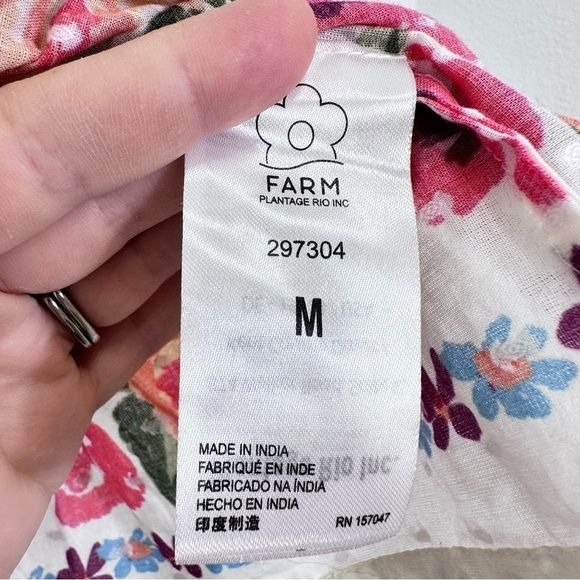 FARM
PLANTAGE RIO INC
297304
M
MADE IN INDIA
FABRIQUÉ EN INDE
FABRICADO NA ÍNDIA
HECHO EN INDIA
印度制造
RN 157047